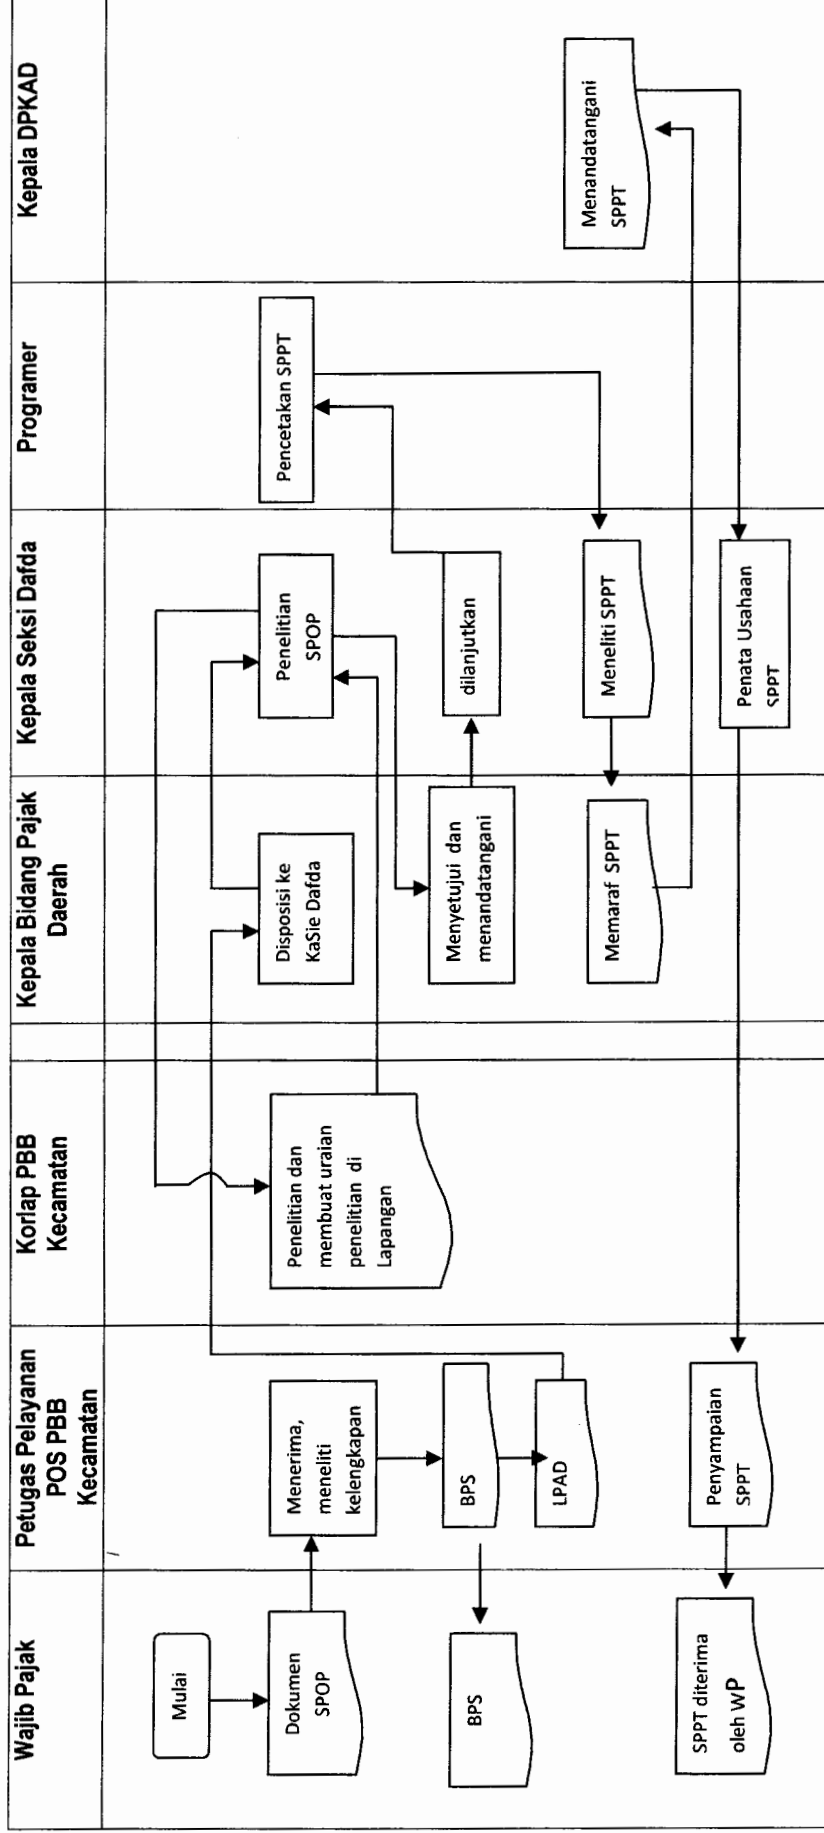 Wajib Pajak
Petugas Pelayanan
POS PBB
Kecamatan
Korlap PBB
Kecamatan
Kepala Bidang Pajak
Daerah
Kepala Seksi Dafda
Programer
Kepala DPKAD
Mulai
Dokumen
SPOP
Menerima,
meneliti
kelengkapan
BPS
BPS
LPAD
Disposisi ke
KaSie Dafda
Penelitian
SPOP
Penelitian dan
membuat uraian
penelitian di
Lapangan
Menyetujui dan
menandatangani
dilanjutkan
Pencetakan SPPT
Meneliti SPPT
Memaraf SPPT
Menandatangani
SPPT
Penata Usahaan
SPPT
Penyampaian
SPPT
SPPT diterima
oleh WP